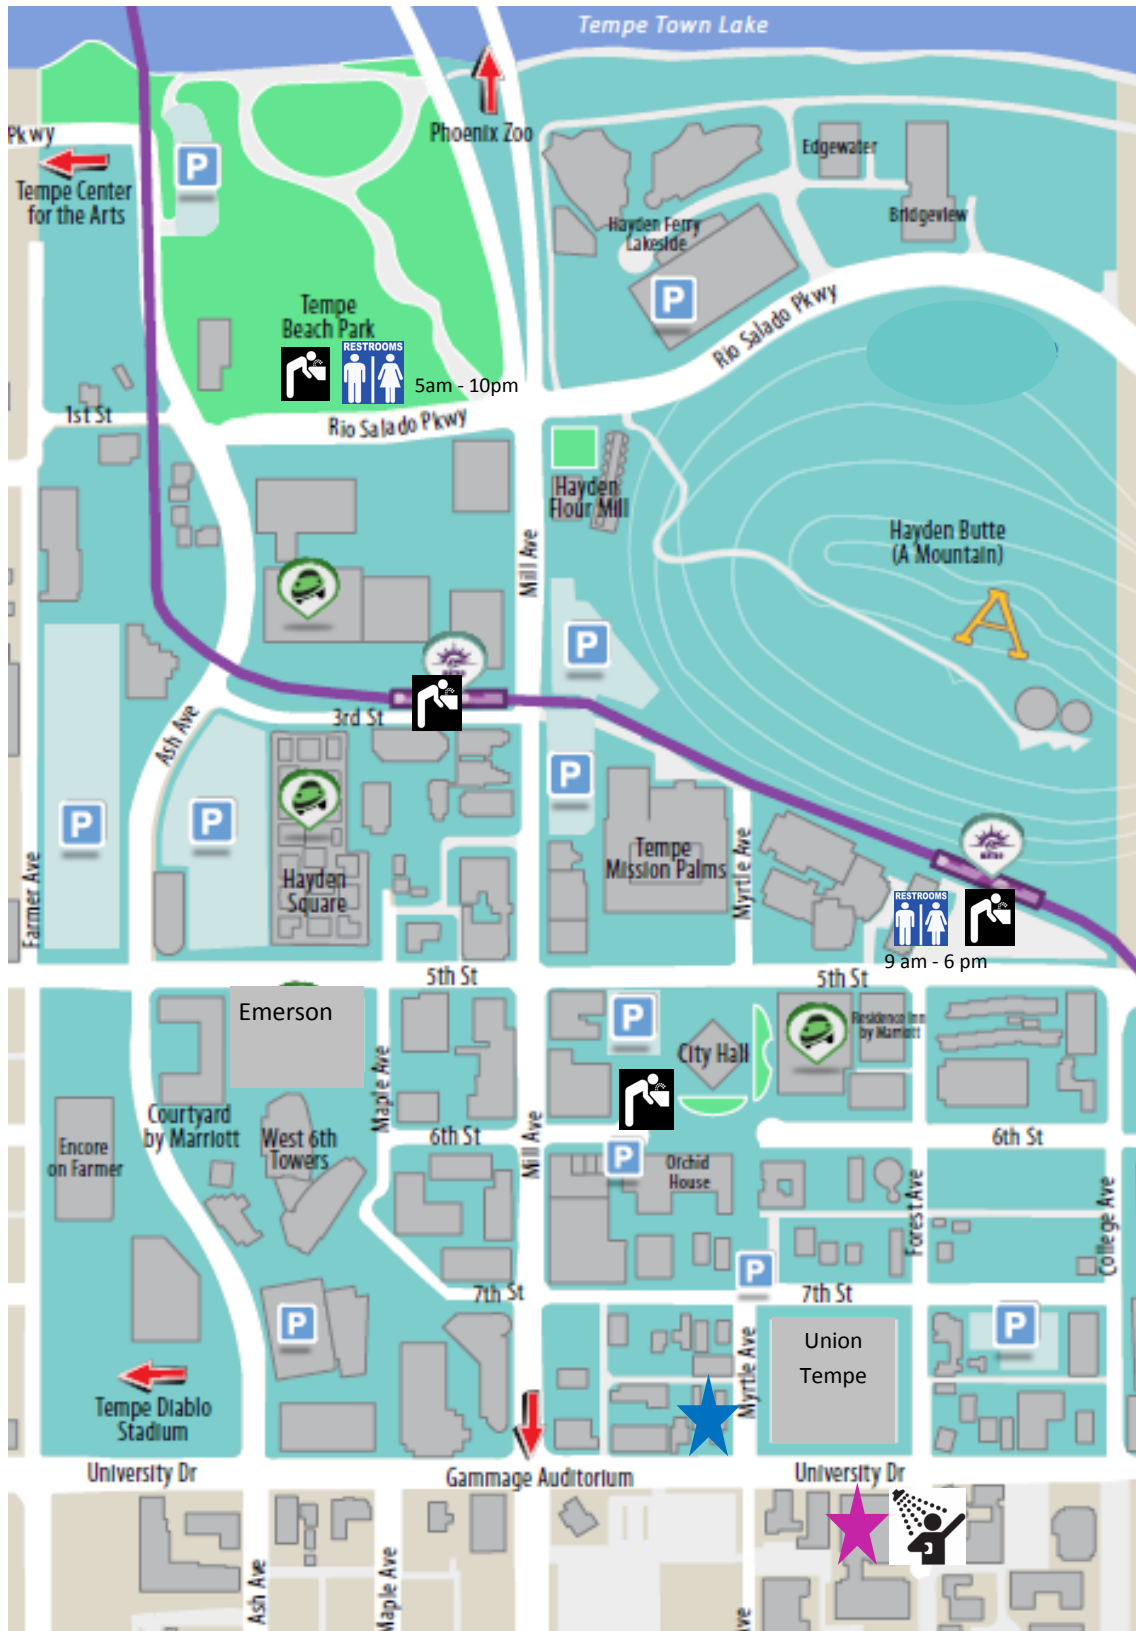 Tempe Town Lake
Phoenix Zoo
Pkwy
Tempe Center
for the Arts
P
Edgewater
Bridgeview
Hayden Ferry
Lakeside
P
Rio Salado Pkwy
Tempe
Beach Park
RESTROOMS
5am - 10pm
1st St
Rio Salado Pkwy
Hayden
Flour Mill
Hayden Butte
(A Mountain)
A
Mill Ave
P
3rd St
Ash Ave
P
P
P
Hayden
Square
Tempe
Mission Palms
Myrtle Ave
Farmer Ave
RESTROOMS
9 am - 6 pm
5th St
5th St
Emerson
P
City Hall
Residence Inn
by Marriott
Maple Ave
Courtyard
by Marriott
Encore
on Farmer
West 6th
Towers
6th St
Mill Ave
6th St
P
Orchid
House
Forest Ave
College Ave
P
7th St
7th St
P
P
Union
Tempe
Myrtle Ave
Tempe Diablo
Stadium
University Dr
Gammage Auditorium
University Dr
Ash Ave
Maple Ave
Ave